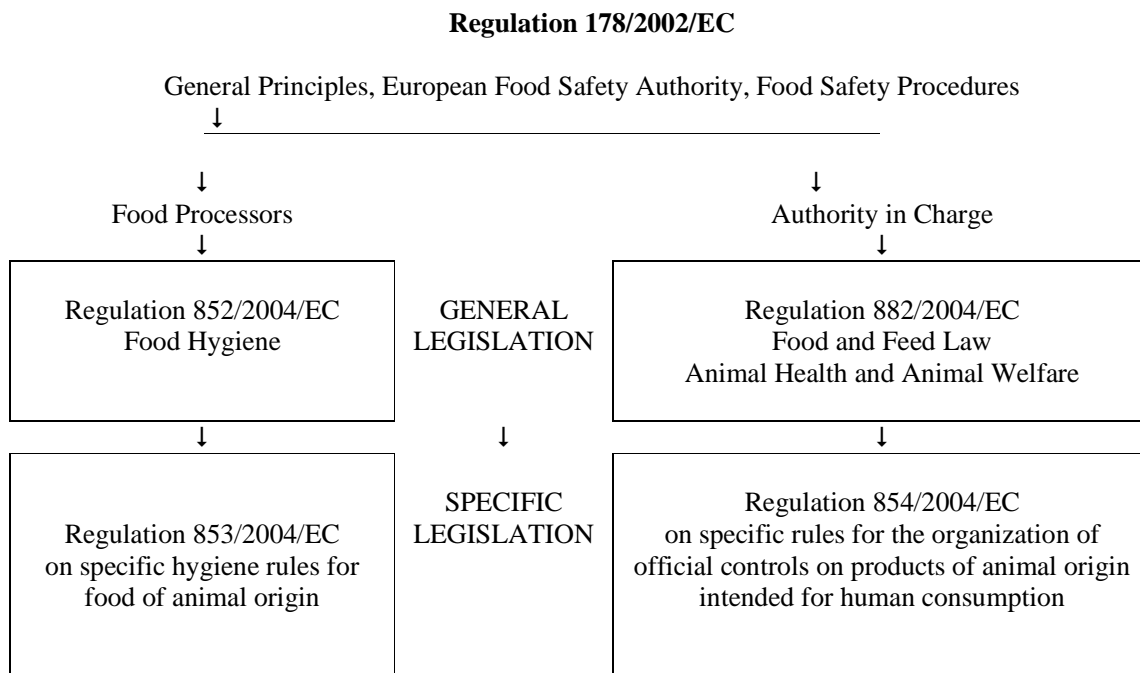 Regulation 178/2002/EC
General Principles, European Food Safety Authority, Food Safety Procedures
↓
↓ ↓
Food Processors Authority in Charge
↓ ↓
Regulation 852/2004/EC
Food Hygiene
GENERAL
LEGISLATION
Regulation 882/2004/EC
Food and Feed Law
Animal Health and Animal Welfare
↓ ↓ ↓
Regulation 853/2004/EC
on specific hygiene rules for
food of animal origin
SPECIFIC
LEGISLATION
Regulation 854/2004/EC
on specific rules for the organization of
official controls on products of animal origin
intended for human consumption